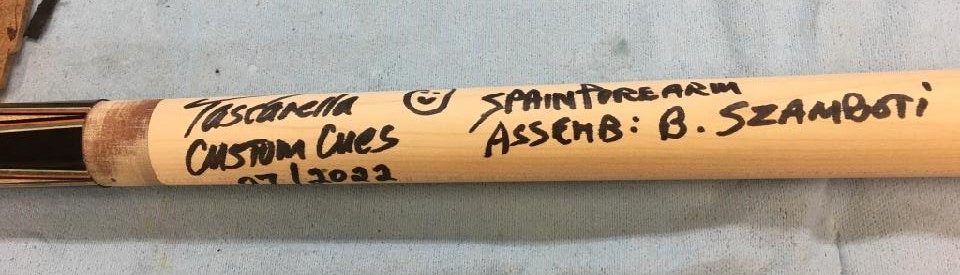 Tascarella
Custom Cues
07/2022
SPAIN FOREARM
ASSEMB: B. SZAMBOTI